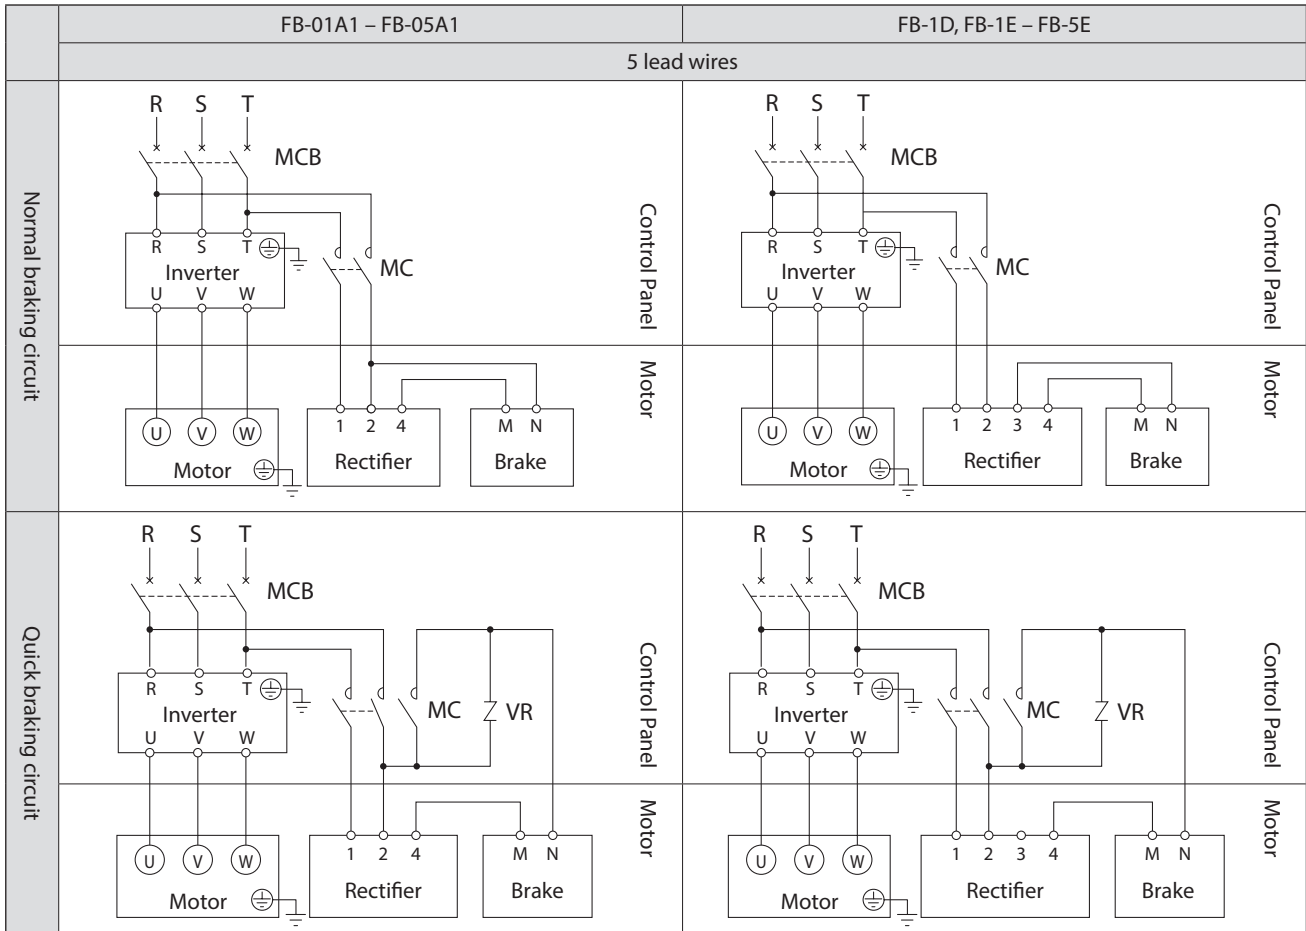 FB-01A1 – FB-05A1
FB-1D, FB-1E – FB-5E
5 lead wires
Normal braking circuit
R S T
MCB
R S T
Inverter
U V W
MC
Control Panel
U V W
Motor
1 2 4
Rectifier
M N
Brake
Motor
R S T
MCB
R S T
Inverter
U V W
MC
Control Panel
U V W
Motor
1 2 3 4
Rectifier
M N
Brake
Motor
Quick braking circuit
R S T
MCB
R S T
Inverter
U V W
MC
VR
Control Panel
U V W
Motor
1 2 4
Rectifier
M N
Brake
Motor
R S T
MCB
R S T
Inverter
U V W
MC
VR
Control Panel
U V W
Motor
1 2 3 4
Rectifier
M N
Brake
Motor